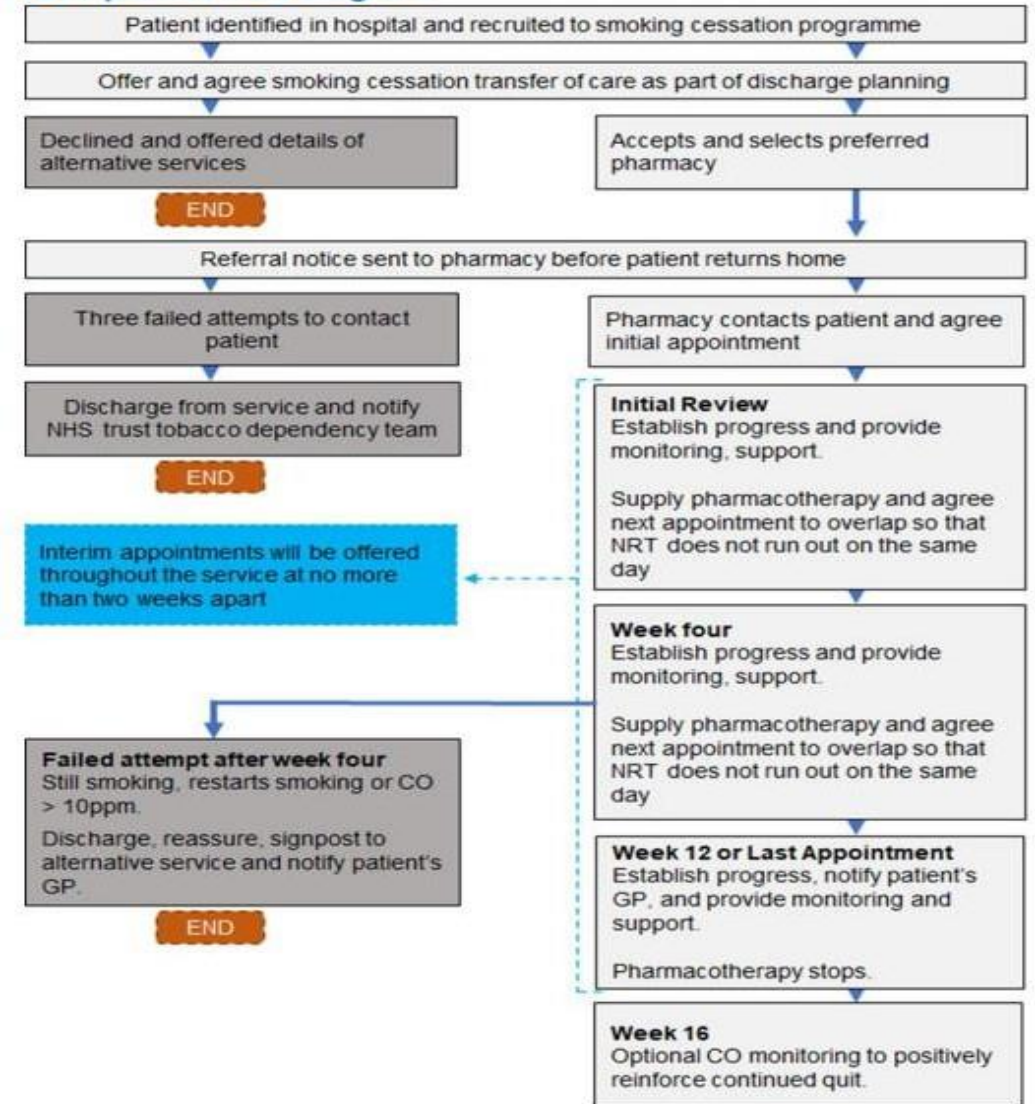 Patient identified in hospital and recruited to smoking cessation programme
Offer and agree smoking cessation transfer of care as part of discharge planning
Declined and offered details of
alternative services
END
Accepts and selects preferred
pharmacy
Referral notice sent to pharmacy before patient returns home
Three failed attempts to contact
patient
Discharge from service and notify
NHS trust tobacco dependency team
END
Pharmacy contacts patient and agree
initial appointment
Initial Review
Establish progress and provide
monitoring, support.
Supply pharmacotherapy and agree
next appointment to overlap so that
NRT does not run out on the same
day
Interim appointments will be offered
throughout the service at no more
than two weeks apart
Week four
Establish progress and provide
monitoring, support.
Supply pharmacotherapy and agree
next appointment to overlap so that
NRT does not run out on the same
day
Failed attempt after week four
Still smoking, restarts smoking or CO
> 10ppm.
Discharge, reassure, signpost to
alternative service and notify patient's
GP.
END
Week 12 or Last Appointment
Establish progress, notify patient's
GP, and provide monitoring and
support.
Pharmacotherapy stops.
Week 16
Optional CO monitoring to positively
reinforce continued quit.